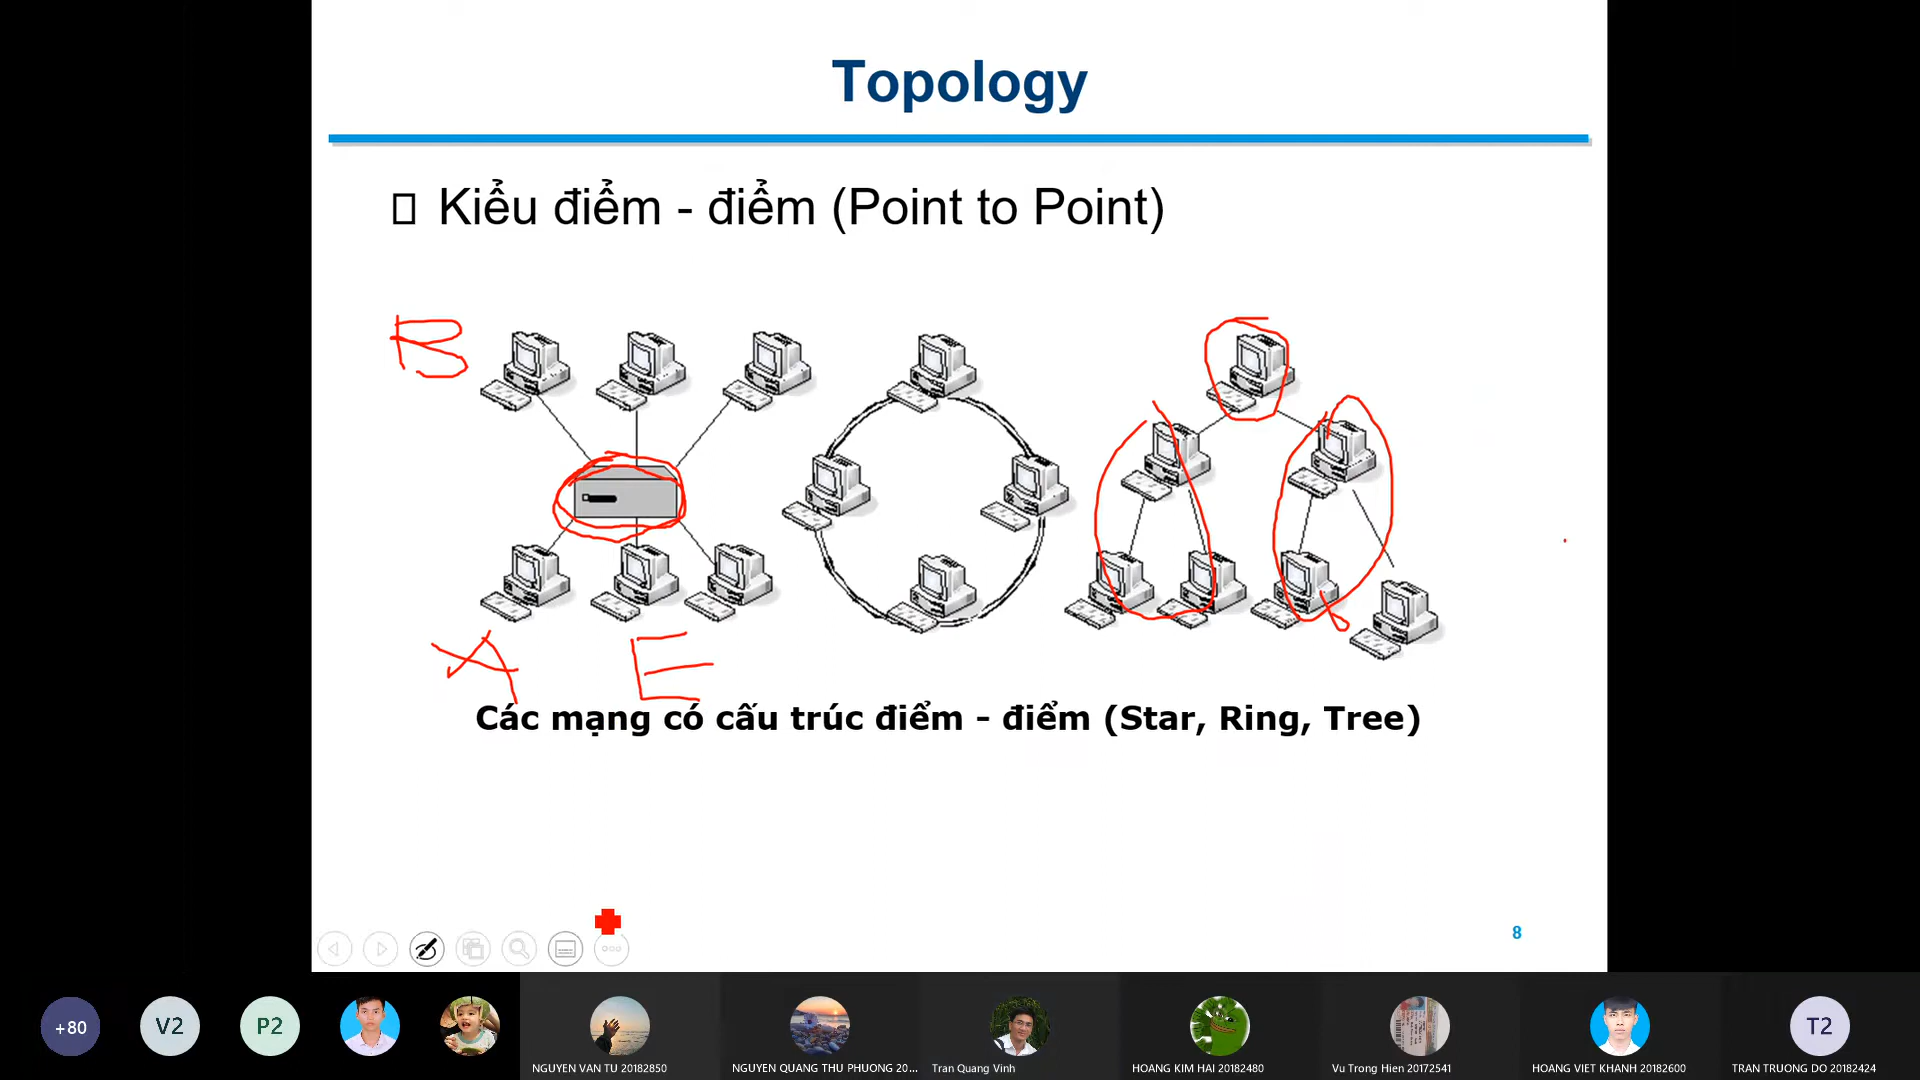 Topology
Kiểu điểm - điểm (Point to Point)
B
A
E
Các mạng có cấu trúc điểm - điểm (Star, Ring, Tree)
8
+80
V2
P2
NGUYEN VAN TU 20182850
NGUYEN QUANG THU PHUONG 20...
Tran Quang Vinh
HOANG KIM HAI 20182480
Vu Trong Hien 20172541
HOANG VIET KHANH 20182600
T2
TRAN TRUONG DO 20182424